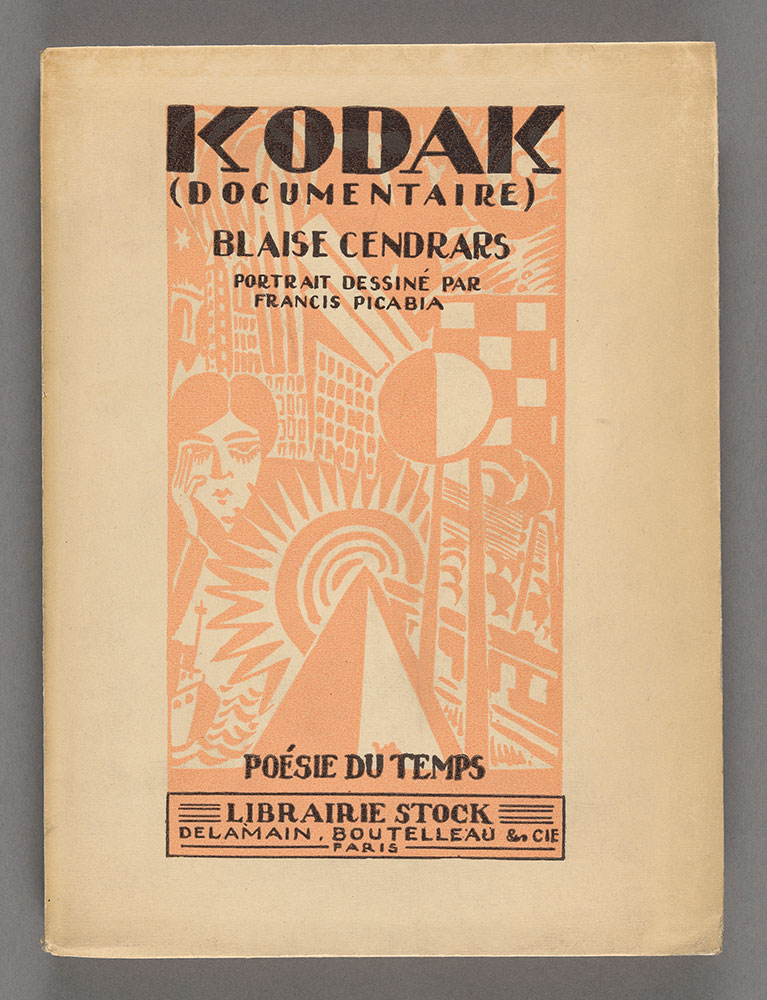 KODAK
(DOCUMENTAIRE)
BLAISE CENDRARS
PORTRAIT DESSINÉ PAR
FRANCIS PICABIA
POÉSIE DU TEMPS
LIBRAIRIE STOCK
DELAMAIN, BOUTELLEAU & CIE
PARIS